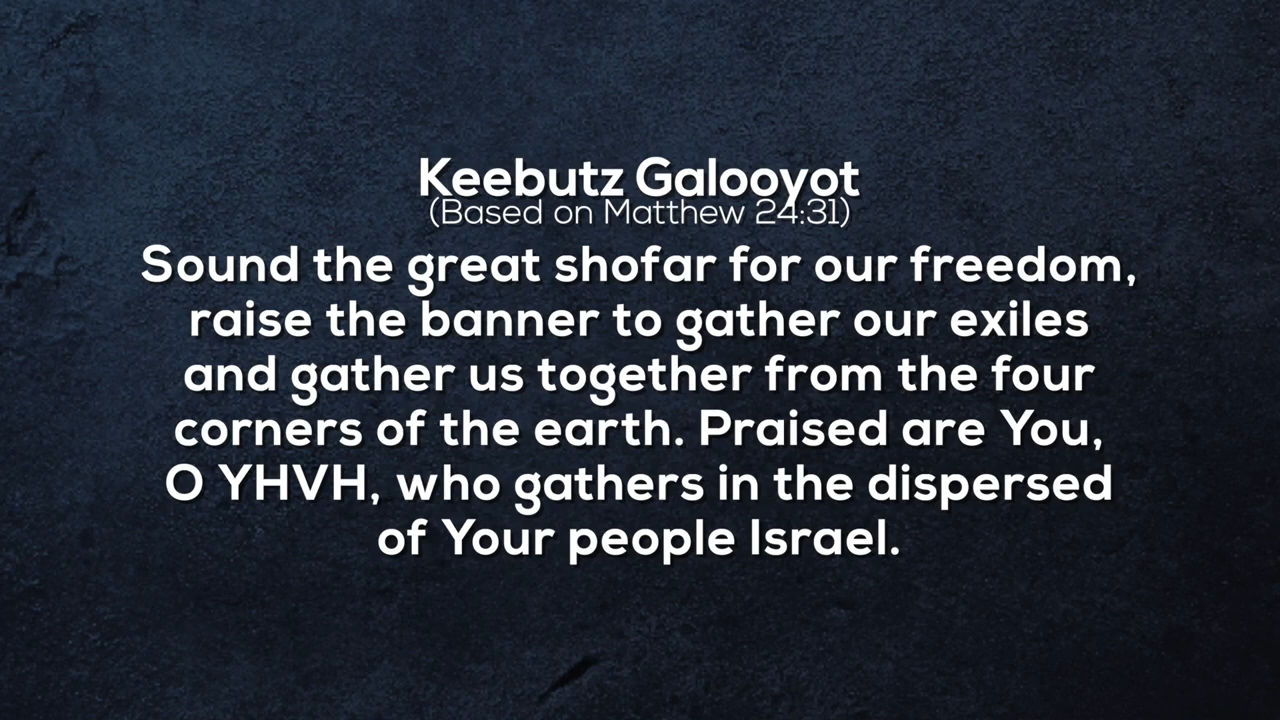 Keebutz Galooyot
(Based on Matthew 24:31)
Sound the great shofar for our freedom,
raise the banner to gather our exiles
and gather us together from the four
corners of the earth. Praised are You,
O YHVH, who gathers in the dispersed
of Your people Israel.